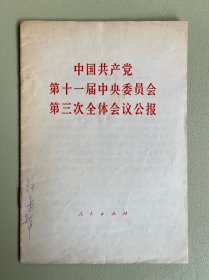 中国共产党
第十一届中央委员会
第三次全体会议公报
人民出版社